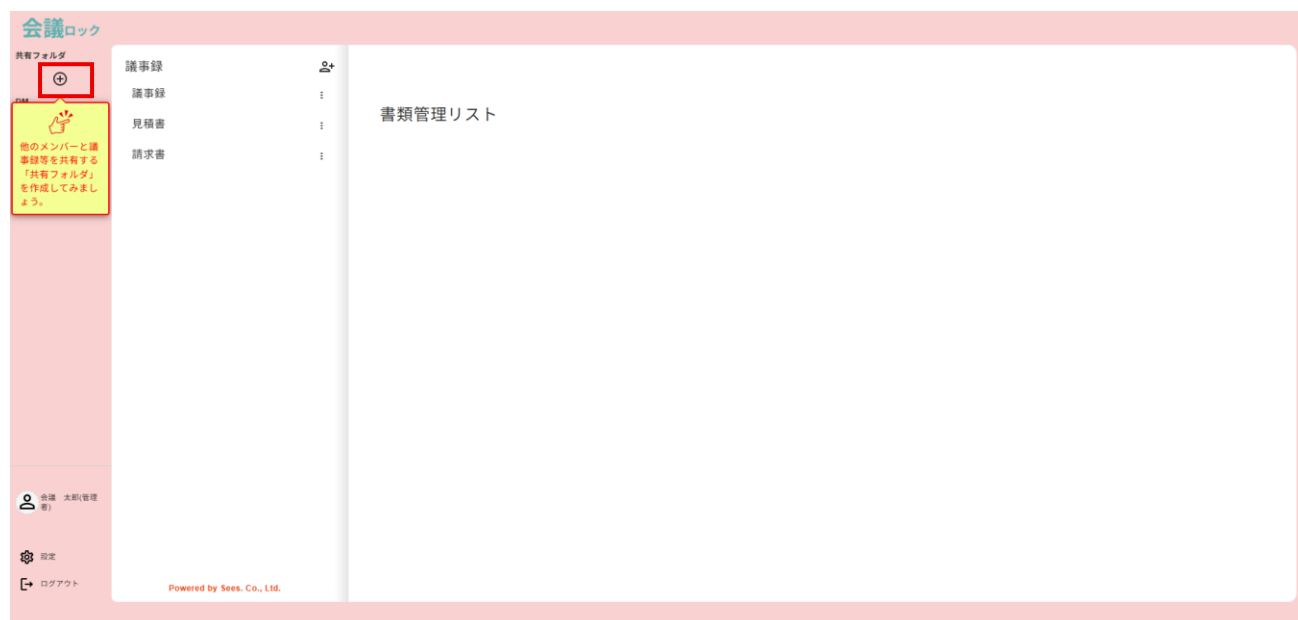 会議ロック
共有フォルダ
DM
他のメンバーと議
事録等を共有する
「共有フォルダ」
を作成してみまし
ょう。
会議 太郎(管理
者)
設定
ログアウト
議事録
議事録
見積書
請求書
Powered by Sees. Co., Ltd.
書類管理リスト